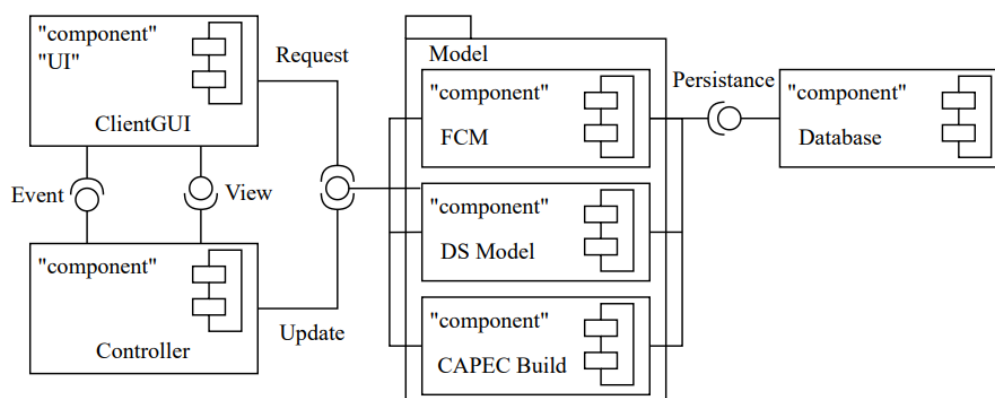 "component"
"UI"
ClientGUI
Request
Model
"component"
FCM
Persistance
"component"
Database
Event
View
"component"
DS Model
"component"
Controller
Update
"component"
CAPEC Build